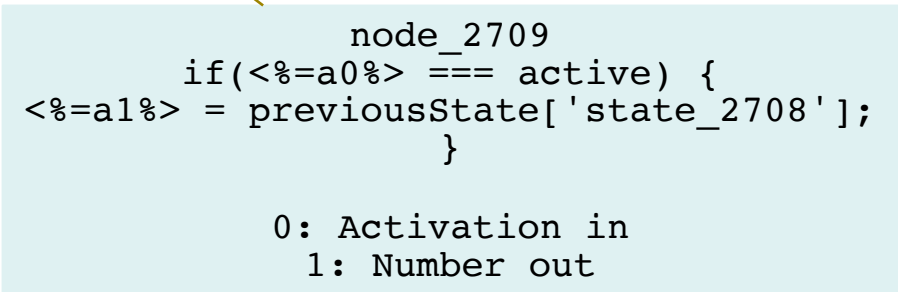 node_2709
if(<%=a0%> === active) {
<%=a1%> = previousState['state_2708'];
}
0: Activation in
1: Number out